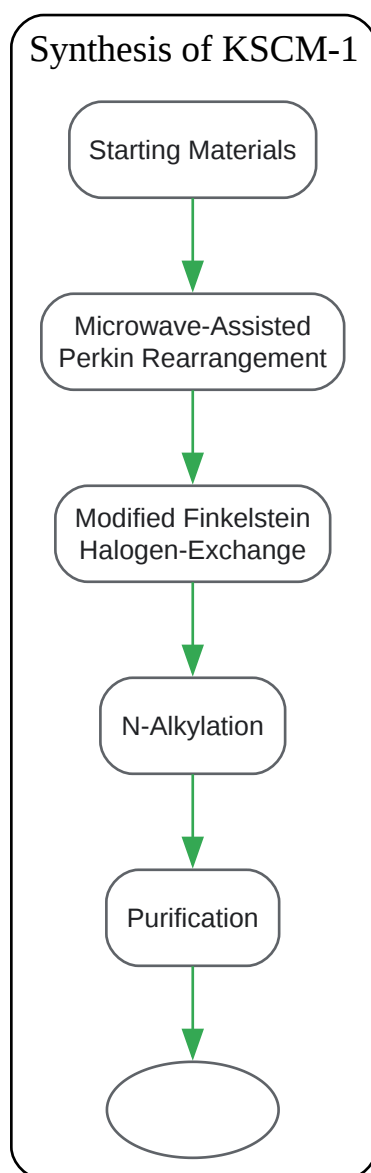 Synthesis of KSCM-1
Starting Materials
Microwave-Assisted
Perkin Rearrangement
Modified Finkelstein
Halogen-Exchange
N-Alkylation
Purification